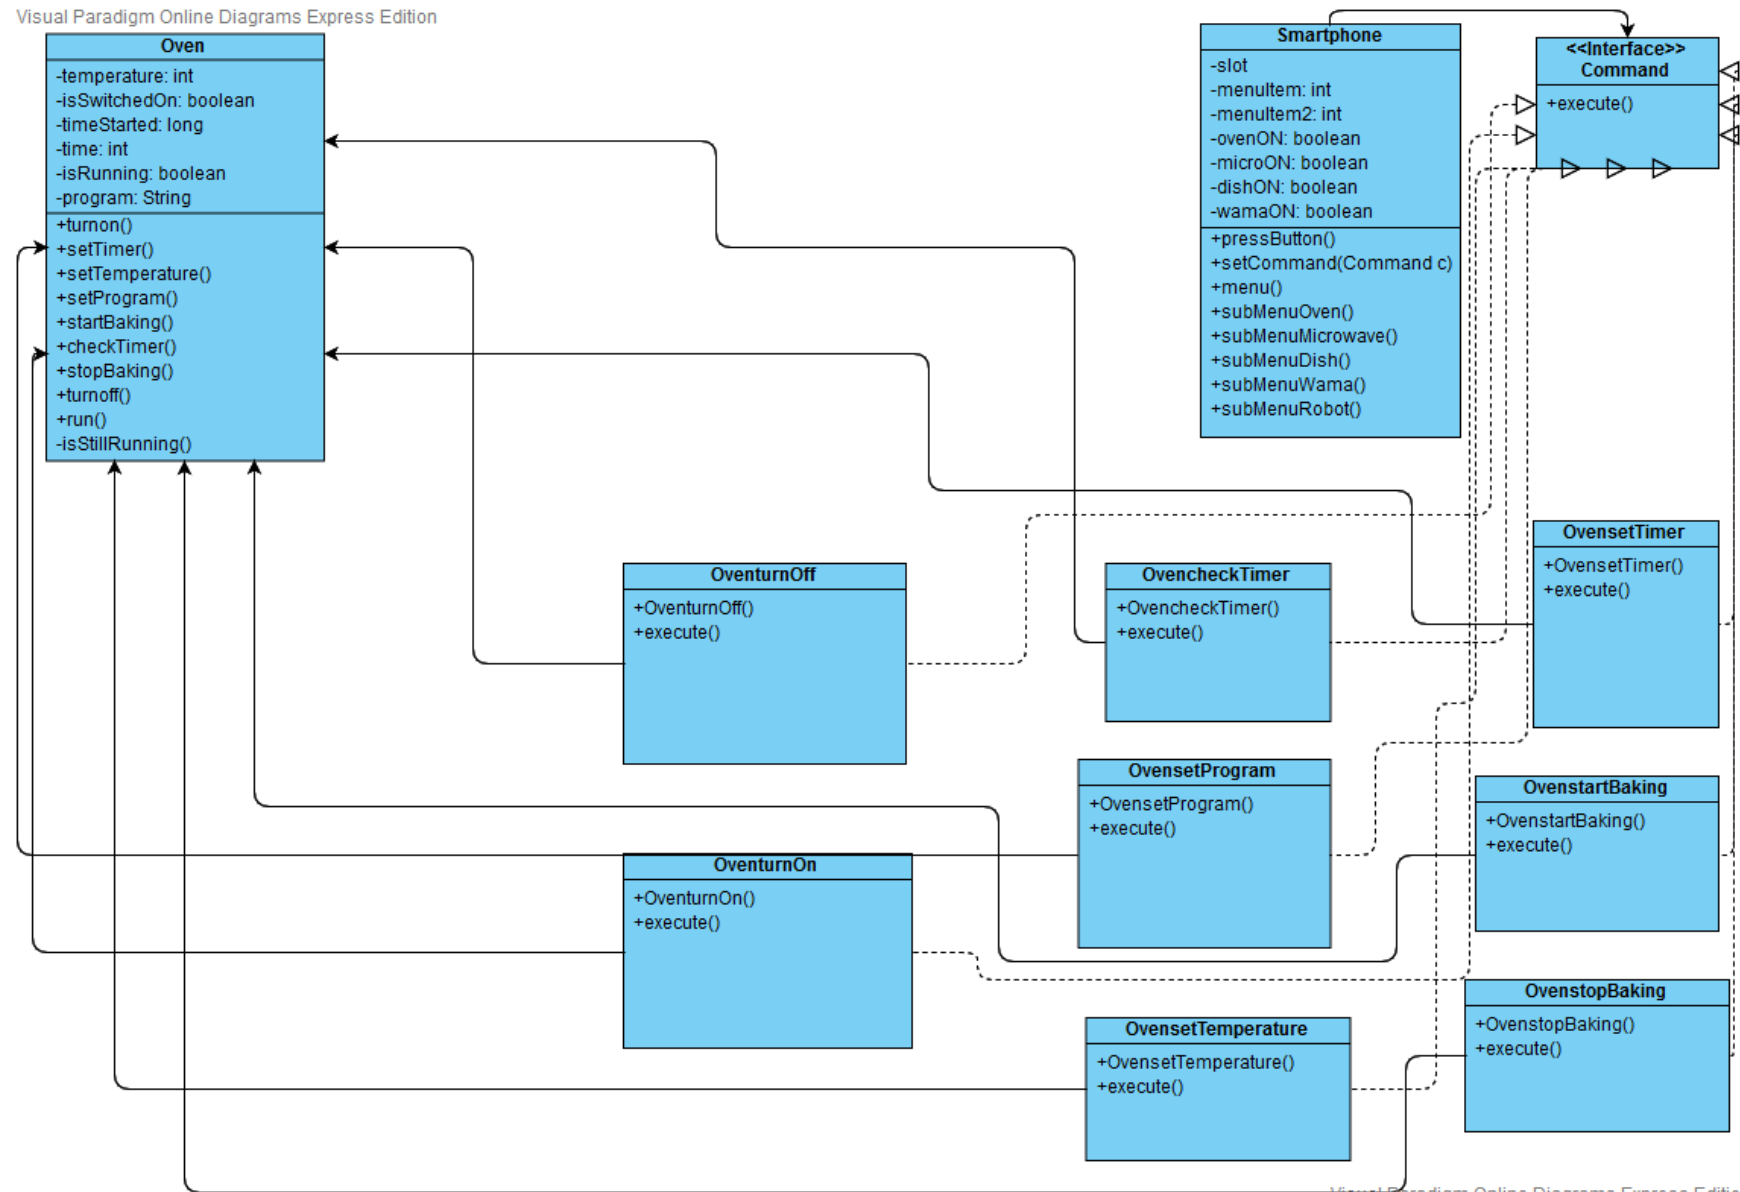 Visual Paradigm Online Diagrams Express Edition
Oven
-temperature: int
-isSwitchedOn: boolean
-timeStarted: long
-time: int
-isRunning: boolean
-program: String
+turnon()
+setTimer()
+setTemperature()
+setProgram()
+startBaking()
+checkTimer()
+stopBaking()
+turnoff()
+run()
-isStillRunning()
Smartphone
-slot
-menuItem: int
-menuItem2: int
-ovenON: boolean
-microON: boolean
-dishON: boolean
-wamaON: boolean
+pressButton()
+setCommand(Command c)
+menu()
+subMenuOven()
+subMenuMicrowave()
+subMenuDish()
+subMenuWama()
+subMenuRobot()
<<Interface>>
Command
+execute()
OvensetTimer
+OvensetTimer()
+execute()
OventurnOff
+OventurnOff()
+execute()
OvencheckTimer
+OvencheckTimer()
+execute()
OvensetProgram
+OvensetProgram()
+execute()
OvenstartBaking
+OvenstartBaking()
+execute()
OventurnOn
+OventurnOn()
+execute()
OvenstopBaking
+OvenstopBaking()
+execute()
OvensetTemperature
+OvensetTemperature()
+execute()